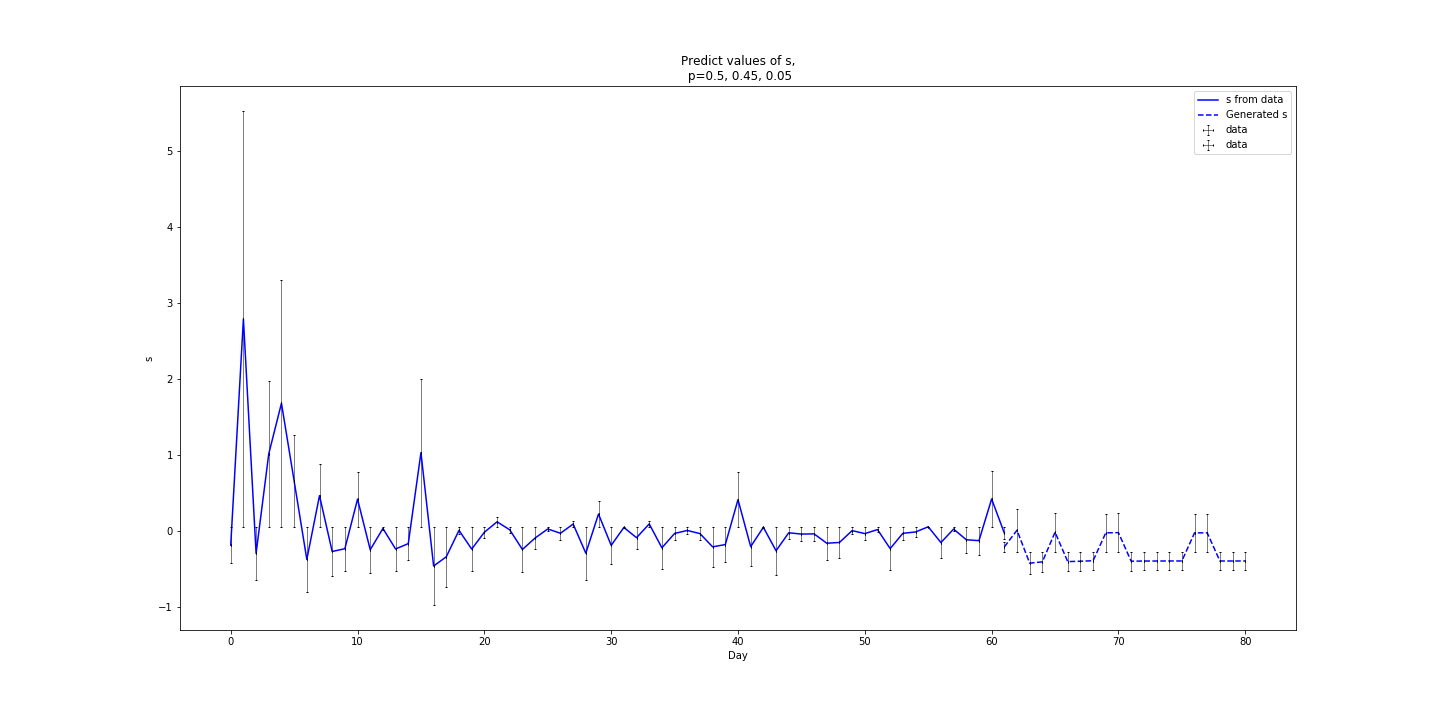 Predict values of s,
p=0.5, 0.45, 0.05
s from data
Generated s
data
data
5
4
3
2
1
0
−1
s
0
10
20
30
40
50
60
70
80
Day